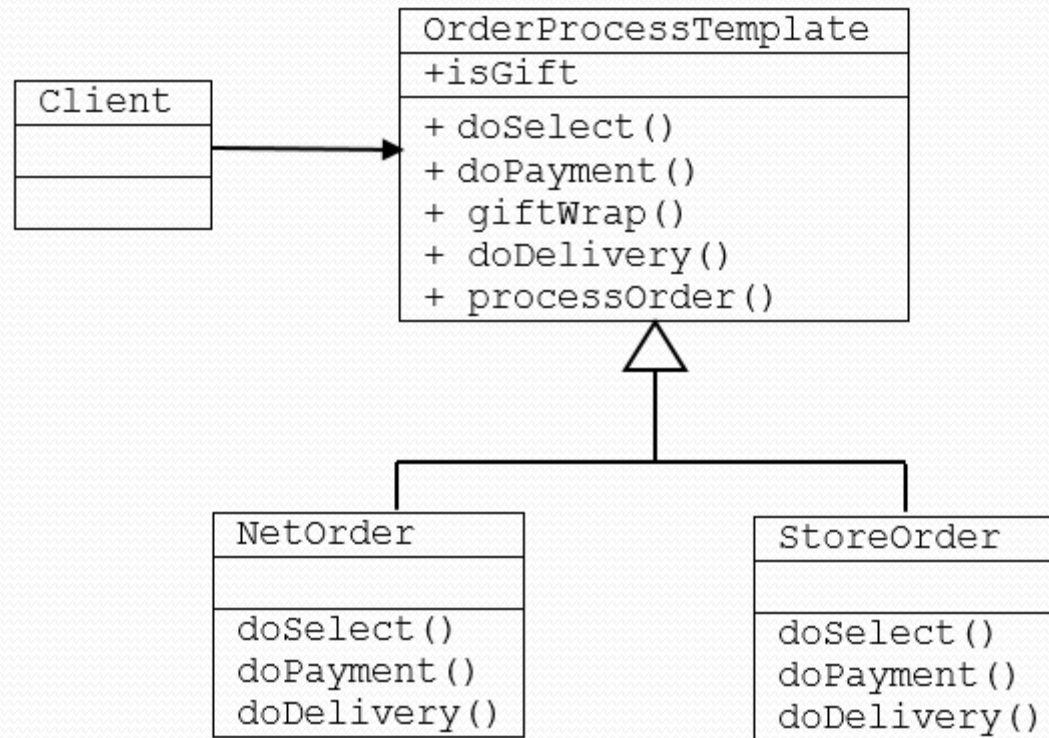 OrderProcessTemplate
+isGift
Client
+ doSelect()
+ doPayment()
+ giftWrap()
+ doDelivery()
+ processOrder()
NetOrder
doSelect()
doPayment()
doDelivery()
StoreOrder
doSelect()
doPayment()
doDelivery()